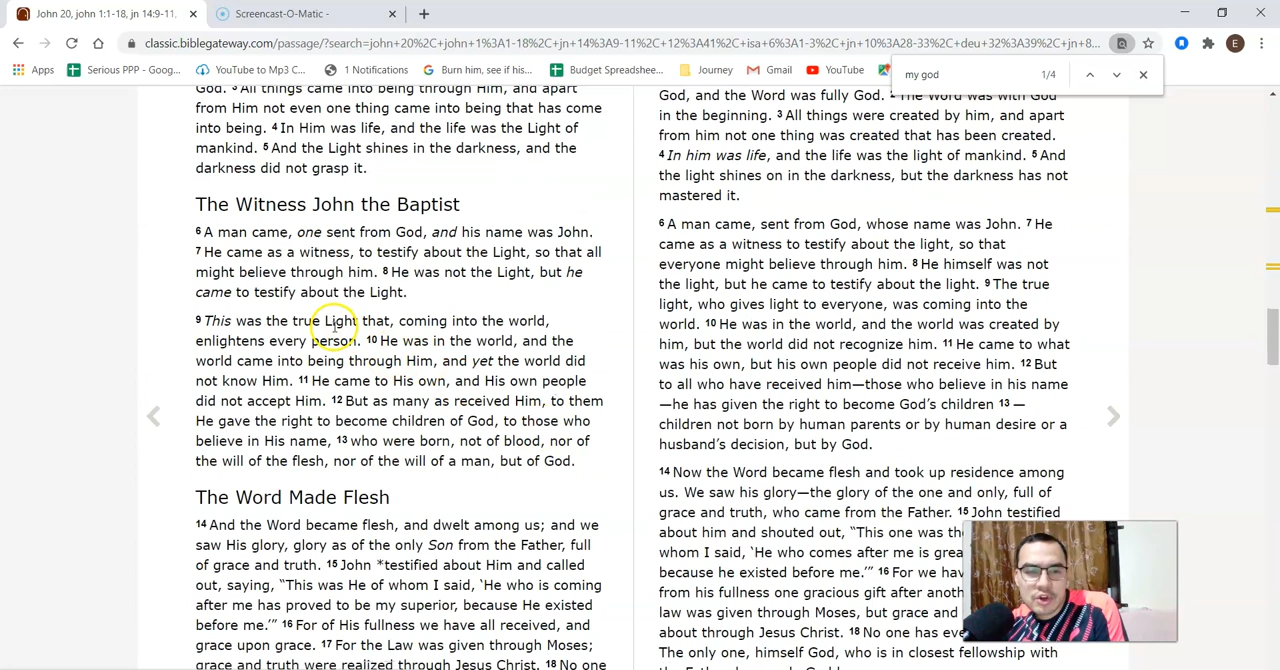 John 20, john 1:1-18, jn 14:9-11,
Screencast-O-Matic -
classic.biblegateway.com/passage/?search=john+20%2C+john+1%3A1-18%2C+jn+14%3A9-11%2C+12%3A41%2C+isa+6%3A1-3%2C+jn+10%3A28-33%2C+deu+32%3A39%2C+jn+8...
E
Apps
Serious PPP - Goog...
YouTube to Mp3 C...
1 Notifications
Burn him, see if his...
Budget Spreadshee...
Journey
Gmail
YouTube
my god 1/4
God. 3 All things came into being through Him, and apart
from Him not even one thing came into being that has come
into being. 4 In Him was life, and the life was the Light of
mankind. 5 And the Light shines in the darkness, and the
darkness did not grasp it.
The Witness John the Baptist
6 A man came, one sent from God, and his name was John.
7 He came as a witness, to testify about the Light, so that all
might believe through him. 8 He was not the Light, but he
came to testify about the Light.
9 This was the true Light that, coming into the world,
enlightens every person. 10 He was in the world, and the
world came into being through Him, and yet the world did
not know Him. 11 He came to His own, and His own people
did not accept Him. 12 But as many as received Him, to them
He gave the right to become children of God, to those who
believe in His name, 13 who were born, not of blood, nor of
the will of the flesh, nor of the will of a man, but of God.
The Word Made Flesh
14 And the Word became flesh, and dwelt among us; and we
saw His glory, glory as of the only Son from the Father, full
of grace and truth. 15 John *testified about Him and called
out, saying, “This was He of whom I said, ‘He who is coming
after me has proved to be my superior, because He existed
before me.’” 16 For of His fullness we have all received, and
grace upon grace. 17 For the Law was given through Moses;
grace and truth were realized through Jesus Christ. 18 No one
God, and the Word was fully God. 2 The Word was with God
in the beginning. 3 All things were created by him, and apart
from him not one thing was created that has been created.
4 In him was life, and the life was the light of mankind. 5 And
the light shines on in the darkness, but the darkness has not
mastered it.
6 A man came, sent from God, whose name was John. 7 He
came as a witness to testify about the light, so that
everyone might believe through him. 8 He himself was not
the light, but he came to testify about the light. 9 The true
light, who gives light to everyone, was coming into the
world. 10 He was in the world, and the world was created by
him, but the world did not recognize him. 11 He came to what
was his own, but his own people did not receive him. 12 But
to all who have received him—those who believe in his name
—he has given the right to become God’s children 13 —
children not born by human parents or by human desire or a
husband’s decision, but by God.
14 Now the Word became flesh and took up residence among
us. We saw his glory—the glory of the one and only, full of
grace and truth, who came from the Father. 15 John testified
about him and shouted out, “This one was the
whom I said, ‘He who comes after me is grea
because he existed before me.’” 16 For we hav
from his fullness one gracious gift after anoth
law was given through Moses, but grace and
about through Jesus Christ. 18 No one has ev
The only one, himself God, who is in closest fellowship with